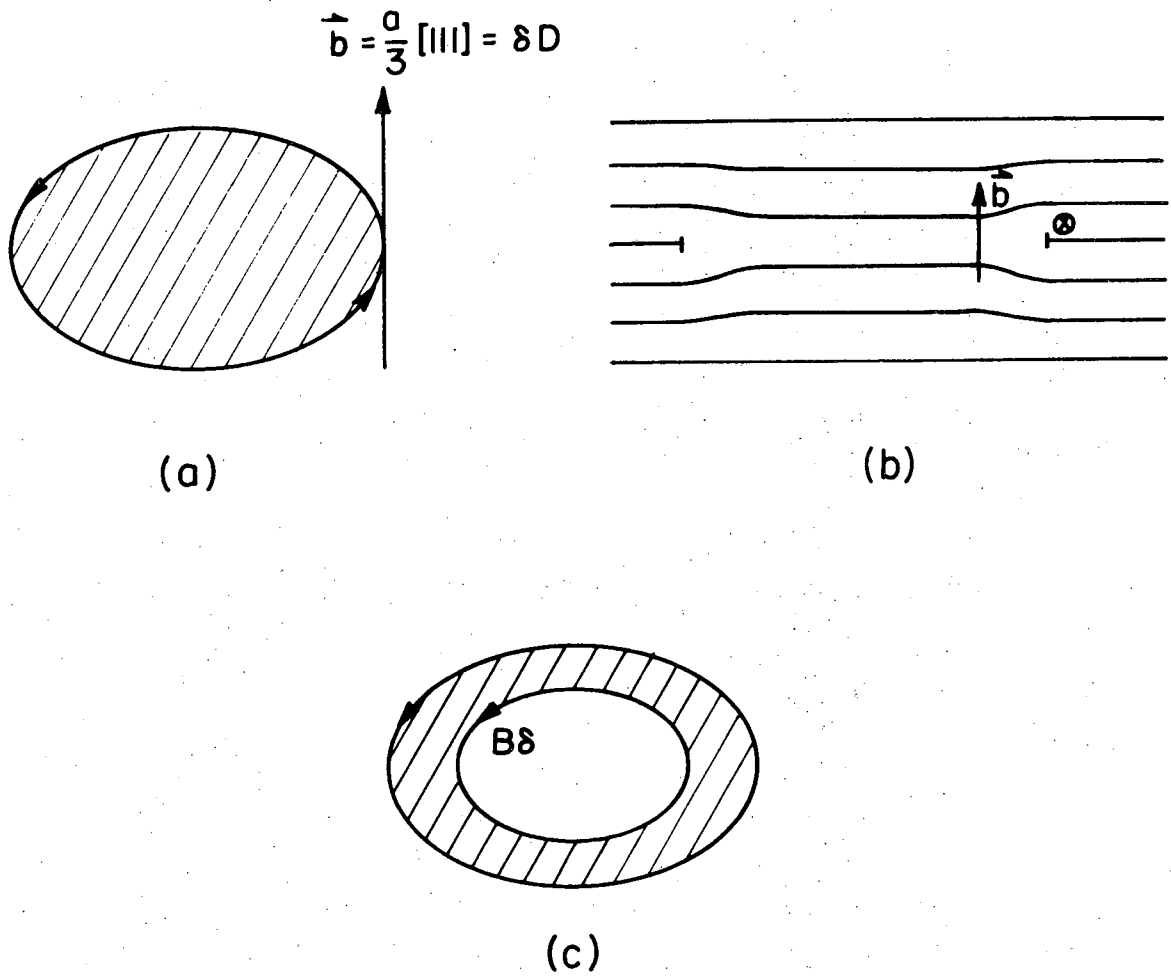 b⃗ = a/3 [111] = δD
b⃗
(a)
(b)
Bδ
(c)